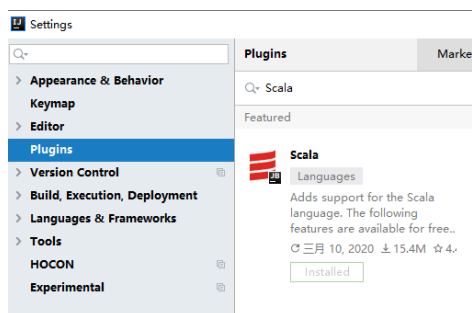 Settings
Appearance & Behavior
Keymap
Editor
Plugins
Version Control
Build, Execution, Deployment
Languages & Frameworks
Tools
HOCON
Experimental
Plugins
Scala
Featured
Scala
Languages
Adds support for the Scala
language. The following
features are available for free..
三月 10, 2020 15.4M 4.
Installed